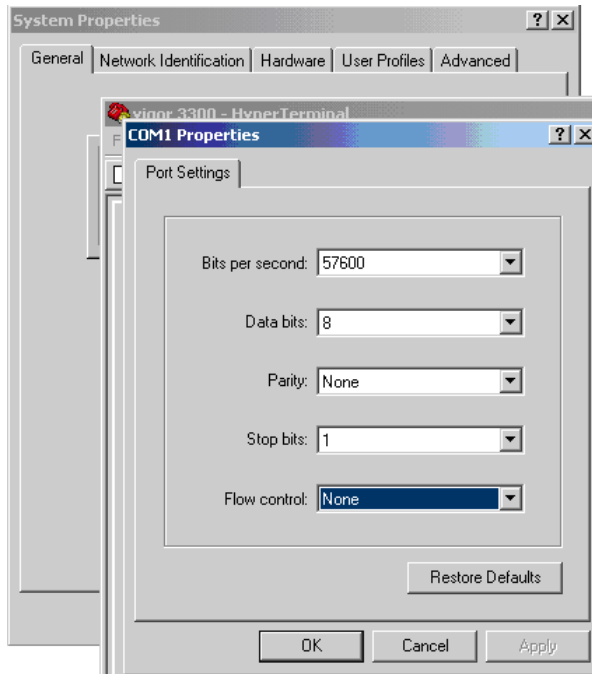 System Properties
General Network Identification Hardware User Profiles Advanced
vigor 3300 - HyperTerminal
F
COM1 Properties
Port Settings
Bits per second: 57600
Data bits: 8
Parity: None
Stop bits: 1
Flow control: None
Restore Defaults
OK Cancel Apply